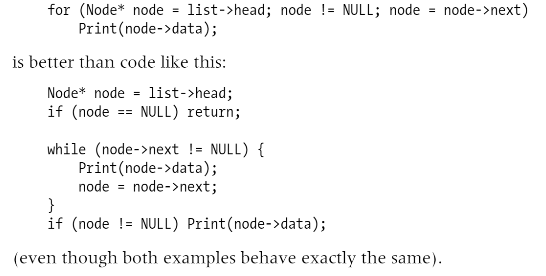 for (Node* node = list->head; node != NULL; node = node->next)
    Print(node->data);
is better than code like this:
Node* node = list->head;
if (node == NULL) return;
while (node->next != NULL) {
    Print(node->data);
    node = node->next;
}
if (node != NULL) Print(node->data);
(even though both examples behave exactly the same).